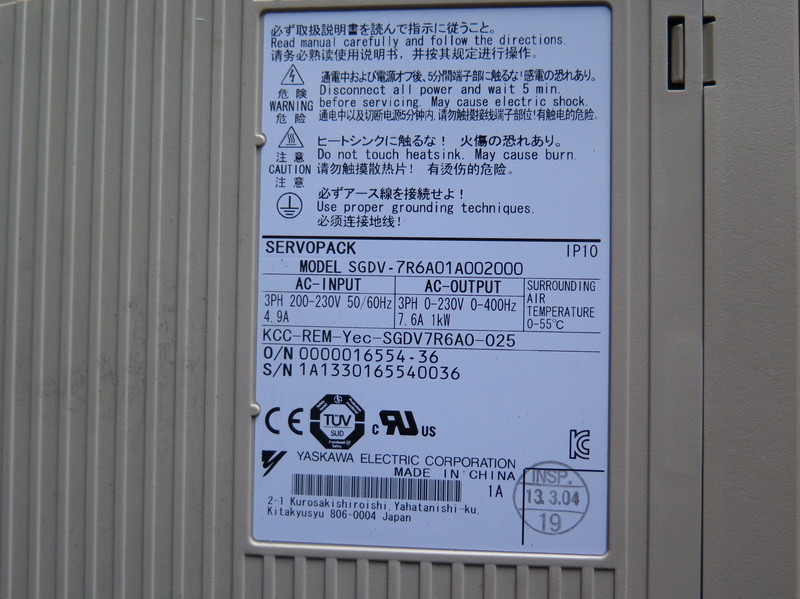 必ず取扱説明書を読んで指示に従うこと。
Read manual carefully and follow the directions.
请务必熟读使用说明书，并按其规定进行操作。
危険
WARNING
危险
通電中および電源オフ後、5分間端子部に触るな！感電の恐れあり。
Disconnect all power and wait 5 min.
before servicing. May cause electric shock.
通电中以及切断电源5分钟内，请勿触摸接线端子部位！有触电的危险。
注意
CAUTION
注意
ヒートシンクに触るな！ 火傷の恐れあり。
Do not touch heatsink. May cause burn.
请勿触摸散热片！ 有烫伤的危险。
必ずアース線を接続せよ！
Use proper grounding techniques.
必须连接地线！
SERVOPACK IP10
MODEL SGDV-7R6A01A002000
AC-INPUT AC-OUTPUT
3PH 200-230V 50/60Hz 3PH 0-230V 0-400Hz
4.9A 7.6A 1kW
SURROUNDING
AIR
TEMPERATURE
0-55℃
KCC-REM-Yec-SGDV7R6A0-025
O/N 0000016554-36
S/N 1A1330165540036
CE TÜV SUD c RU US
YASKAWA ELECTRIC CORPORATION
MADE IN CHINA
1A
2-1 Kurosakishiroishi, Yahatanishi-ku,
Kitakyusyu 806-0004 Japan
INSP.
13.3.04
19